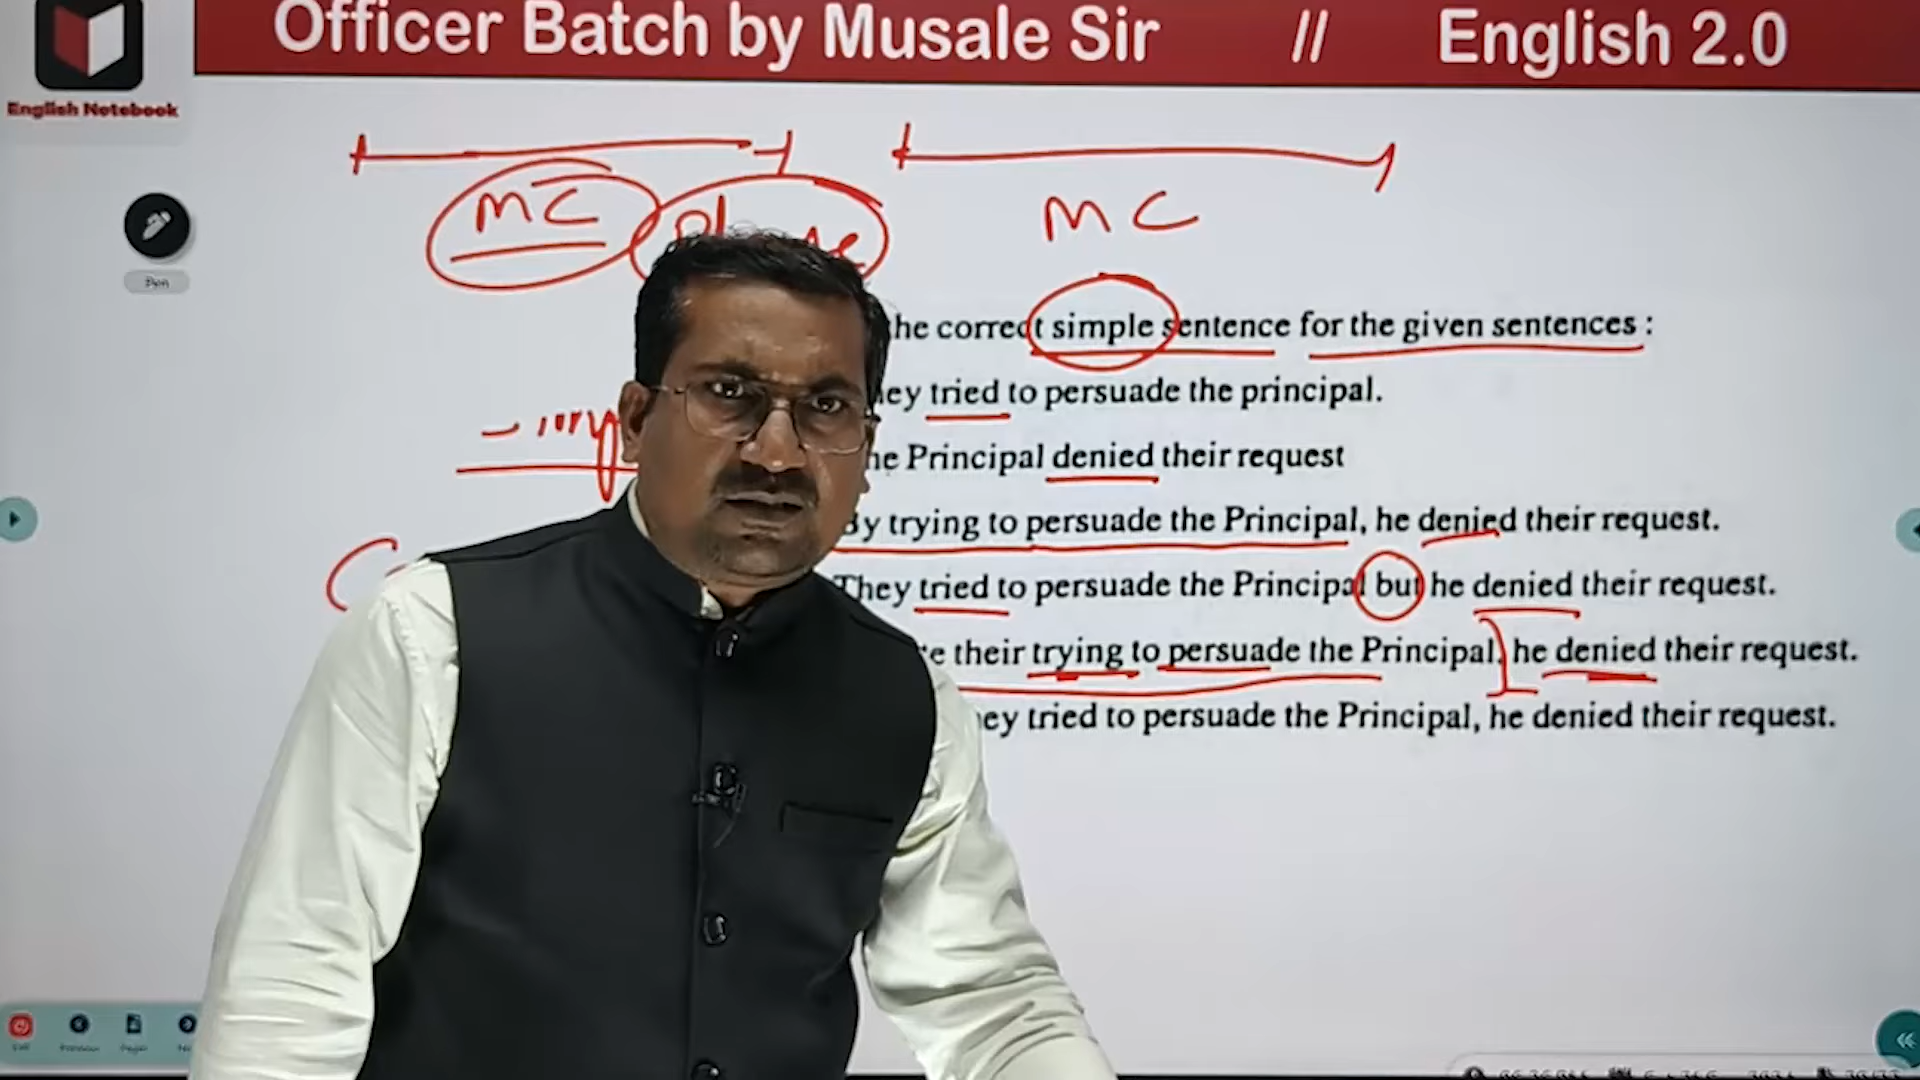 Officer Batch by Musale Sir // English 2.0
English Notebook
MC
MC
Pen
he correct simple sentence for the given sentences :
ey tried to persuade the principal.
he Principal denied their request
- ing
By trying to persuade the Principal, he denied their request.
They tried to persuade the Principal but he denied their request.
e their trying to persuade the Principal, he denied their request.
ey tried to persuade the Principal, he denied their request.